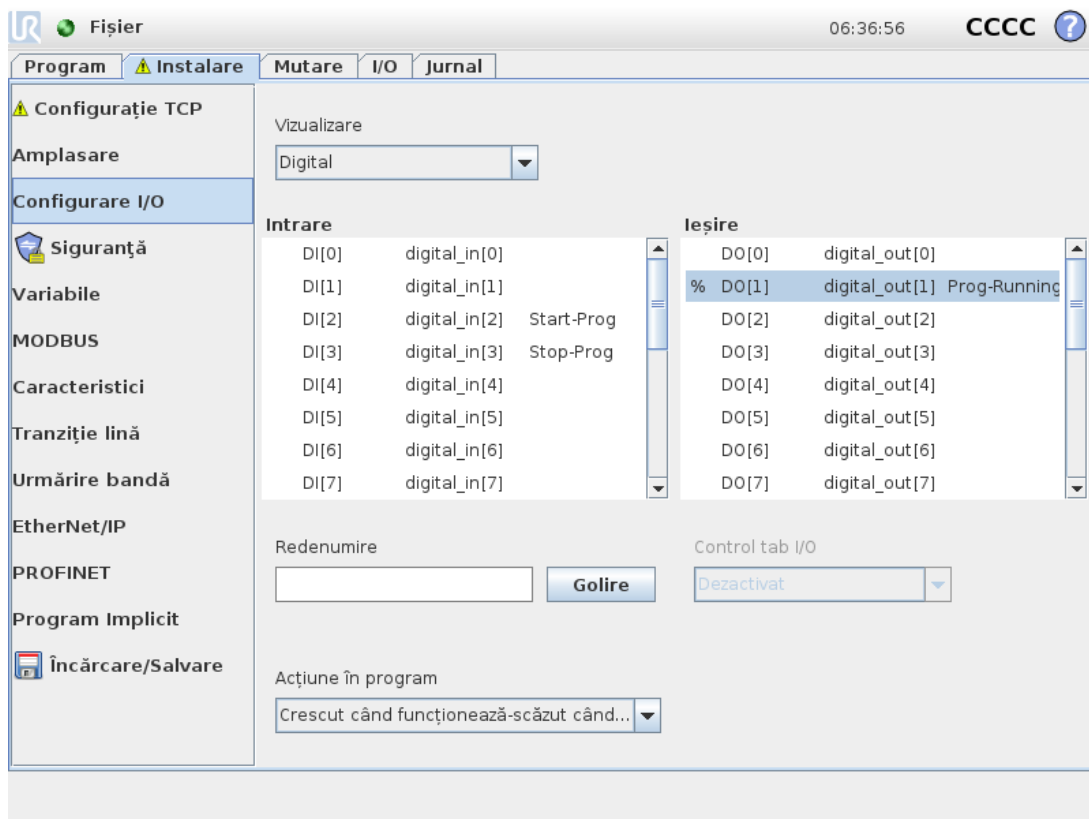 UR Fișier 06:36:56 CCCC ?
Program Instalare Mutare I/O Jurnal
Configurație TCP
Amplasare
Configurare I/O
Siguranţă
Variabile
MODBUS
Caracteristici
Tranziție lină
Urmărire bandă
EtherNet/IP
PROFINET
Program Implicit
Încărcare/Salvare
Vizualizare
Digital
Intrare
DI[0] digital_in[0]
DI[1] digital_in[1]
DI[2] digital_in[2] Start-Prog
DI[3] digital_in[3] Stop-Prog
DI[4] digital_in[4]
DI[5] digital_in[5]
DI[6] digital_in[6]
DI[7] digital_in[7]
Ieșire
DO[0] digital_out[0]
% DO[1] digital_out[1] Prog-Running
DO[2] digital_out[2]
DO[3] digital_out[3]
DO[4] digital_out[4]
DO[5] digital_out[5]
DO[6] digital_out[6]
DO[7] digital_out[7]
Redenumire
Golire
Control tab I/O
Dezactivat
Acțiune în program
Crescut când funcționează-scăzut când...